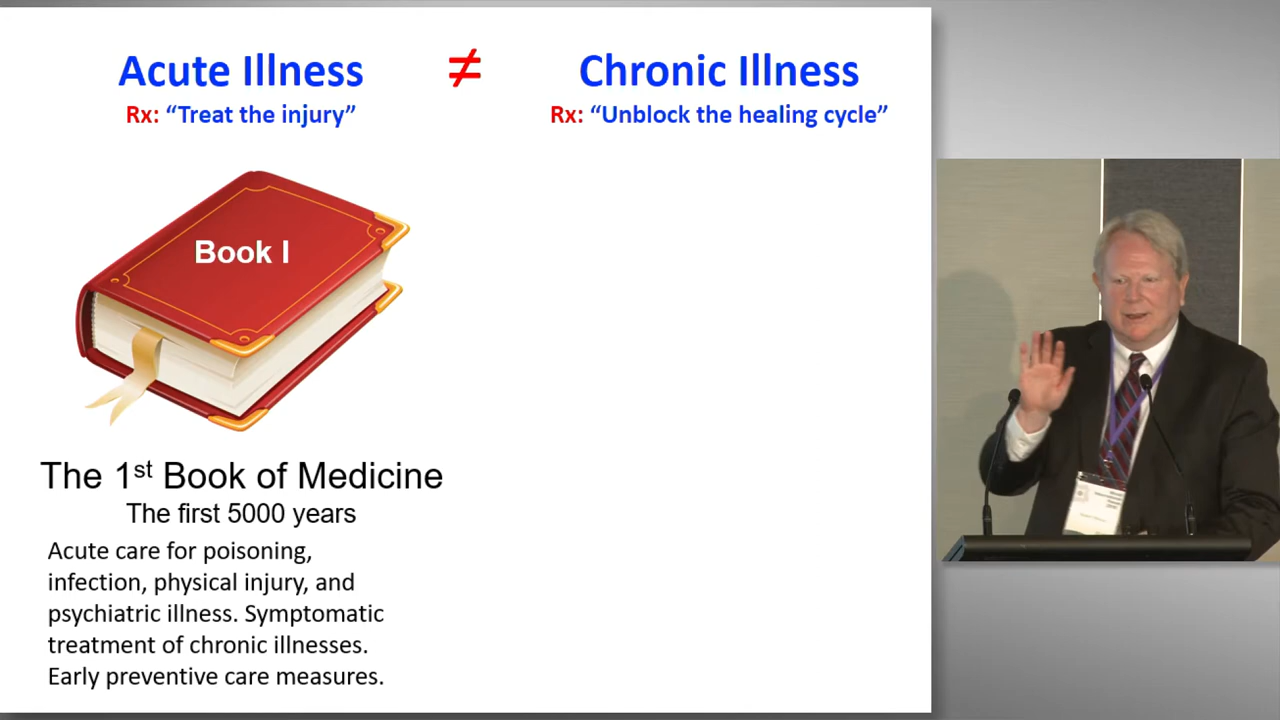 Acute Illness
≠
Chronic Illness
Rx: “Treat the injury”
Rx: “Unblock the healing cycle”
Book I
The 1st Book of Medicine
The first 5000 years
Acute care for poisoning,
infection, physical injury, and
psychiatric illness. Symptomatic
treatment of chronic illnesses.
Early preventive care measures.